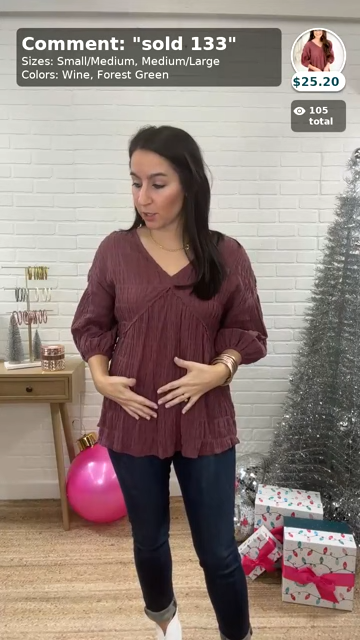 Comment: "sold 133"
Sizes: Small/Medium, Medium/Large
Colors: Wine, Forest Green
$25.20
105
total